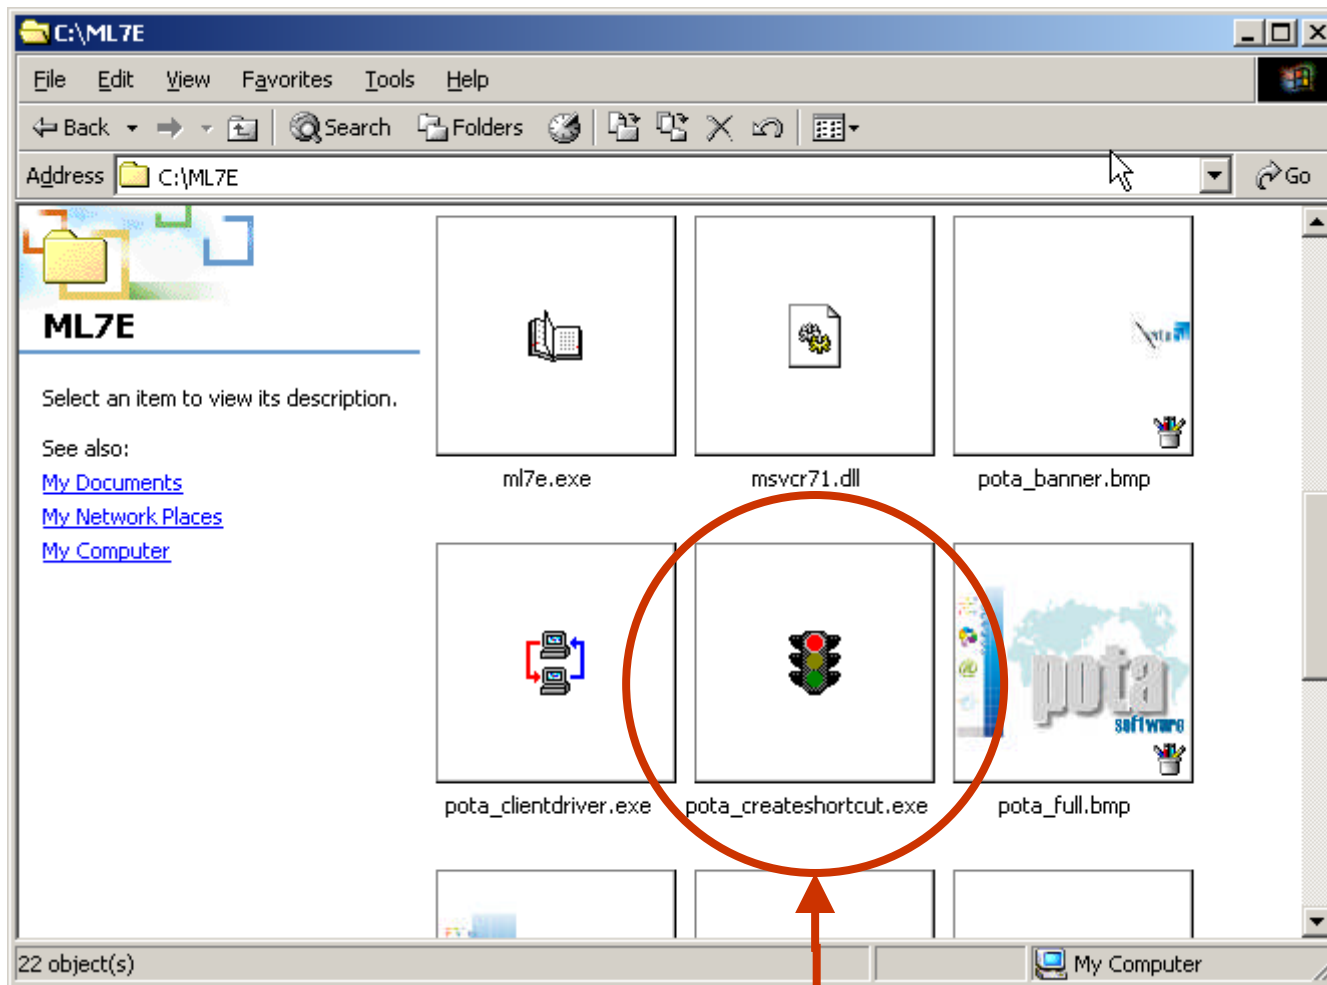 C:\ML7E
File Edit View Favorites Tools Help
Back Search Folders
Address C:\ML7E Go
ML7E
Select an item to view its description.
See also:
My Documents
My Network Places
My Computer
ml7e.exe msvcr71.dll pota_banner.bmp
pota
software
pota_clientdriver.exe pota_createshortcut.exe pota_full.bmp
22 object(s) My Computer